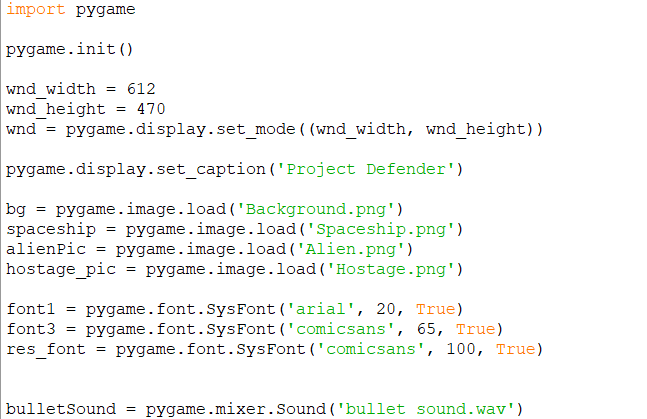 import pygame
pygame.init()
wnd_width = 612
wnd_height = 470
wnd = pygame.display.set_mode((wnd_width, wnd_height))
pygame.display.set_caption('Project Defender')
bg = pygame.image.load('Background.png')
spaceship = pygame.image.load('Spaceship.png')
alienPic = pygame.image.load('Alien.png')
hostage_pic = pygame.image.load('Hostage.png')
font1 = pygame.font.SysFont('arial', 20, True)
font3 = pygame.font.SysFont('comicsans', 65, True)
res_font = pygame.font.SysFont('comicsans', 100, True)
bulletSound = pygame.mixer.Sound('bullet sound.wav')